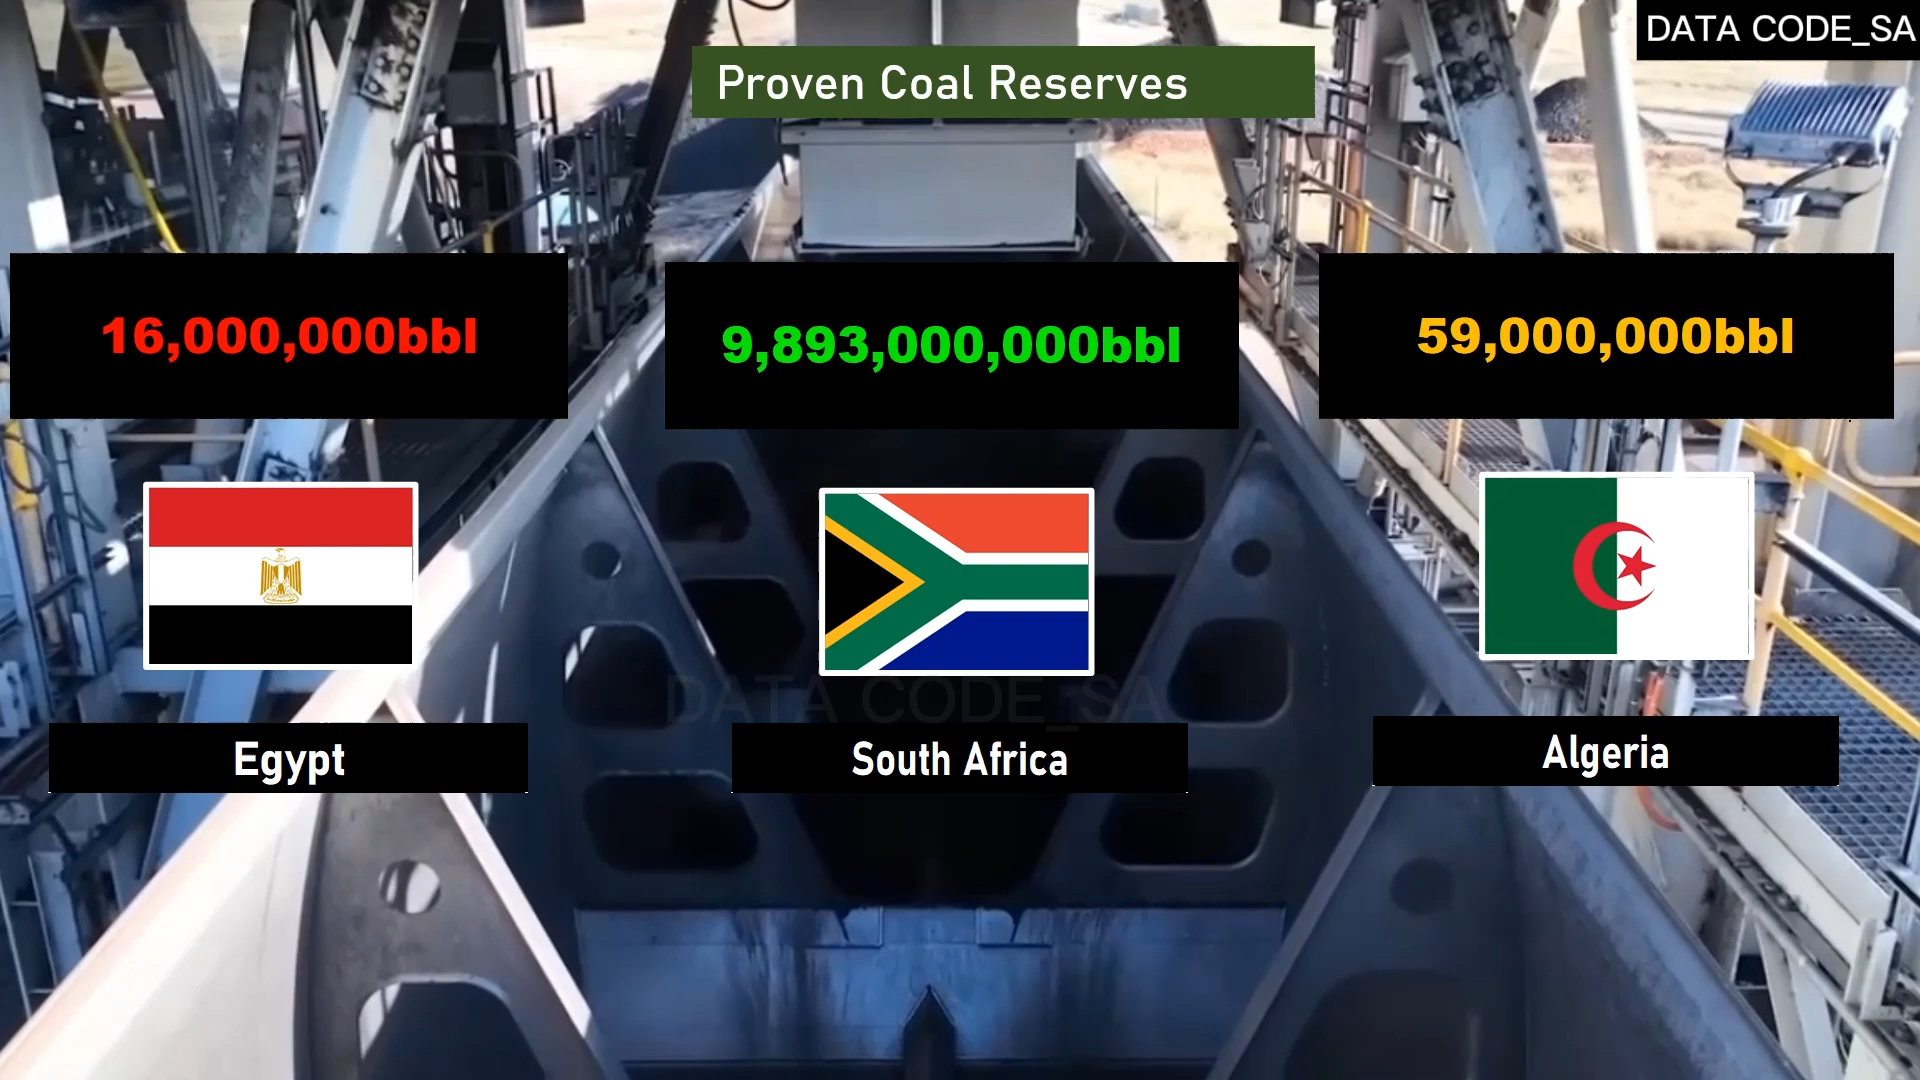 DATA CODE_SA
Proven Coal Reserves
16,000,000bbl
9,893,000,000bbl
59,000,000bbl
DATA CODE_SA
Egypt
South Africa
Algeria